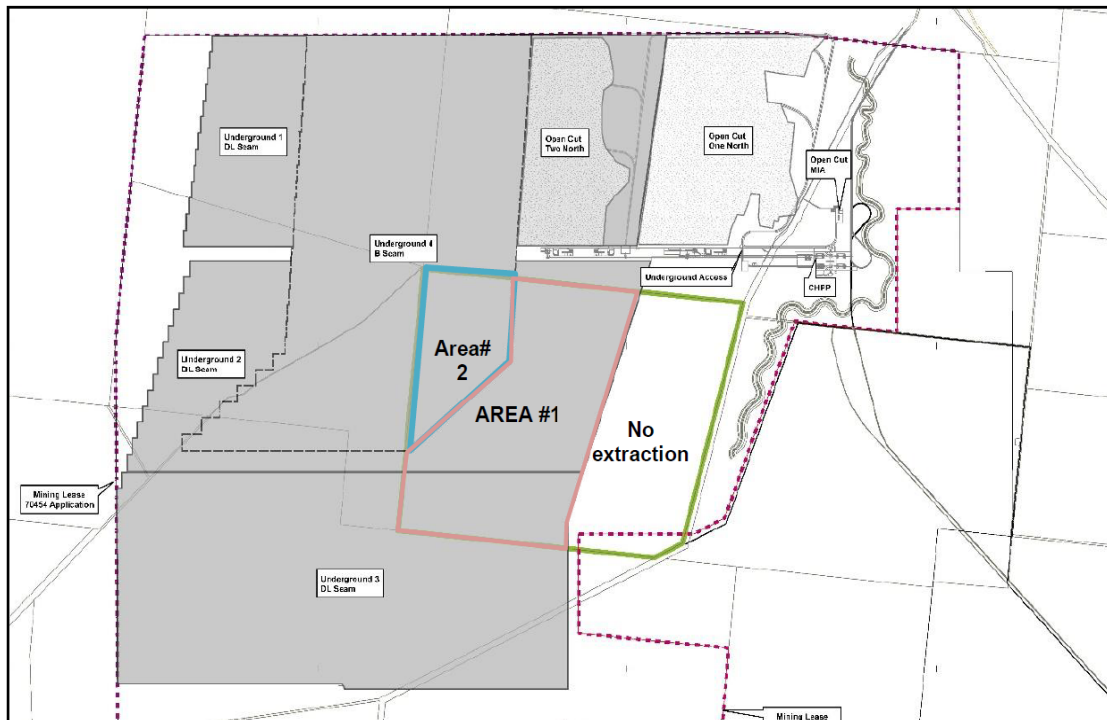 Underground 1
DL Seam
Open Cut
Two North
Open Cut
One North
Open Cut
MIA
Underground 4
B Seam
Underground Access
CHPP
Underground 2
DL Seam
Area#
2
AREA #1
No
extraction
Mining Lease
70454 Application
Underground 3
DL Seam
Mining Lease